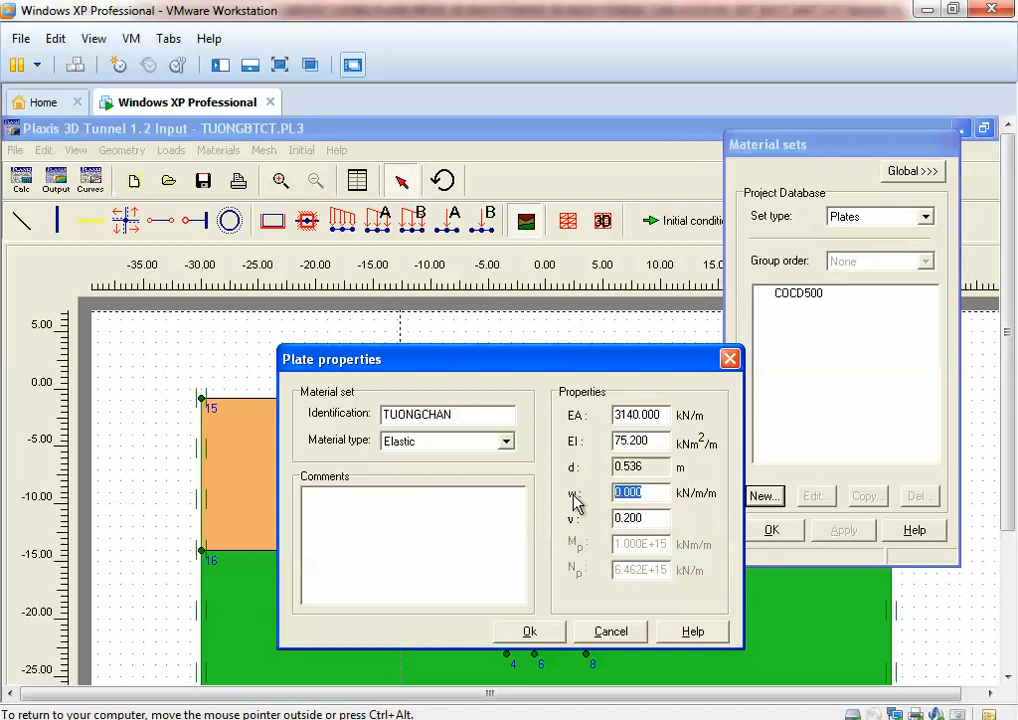 Windows XP Professional - VMware Workstation
File Edit View VM Tabs Help
Home
Windows XP Professional
Plaxis 3D Tunnel 1.2 Input - TUONGBTCT.PL3
File Edit View Geometry Loads Materials Mesh Initial Help
Calc Output Curves
A B A B 3D Initial conditi
-35.00 -30.00 -25.00 -20.00 -15.00 -10.00 -5.00 0.00 5.00 10.00 15.0
5.00
0.00
-5.00
-10.00
-15.00
-20.00
-25.00
15
16
4 6 8
Material sets
Global >>>
Project Database
Set type: Plates
Group order: None
COCD500
New... Edit... Copy... Del...
OK Apply Help
Plate properties
Material set
Identification: TUONGCHAN
Material type: Elastic
Comments
Properties
EA : 3140.000 kN/m
EI : 75.200 kNm²/m
d : 0.536 m
w : 0.000 kN/m/m
ν : 0.200
Mp : 1.000E+15 kNm/m
Np : 6.462E+15 kN/m
Ok Cancel Help
To return to your computer, move the mouse pointer outside or press Ctrl+Alt.